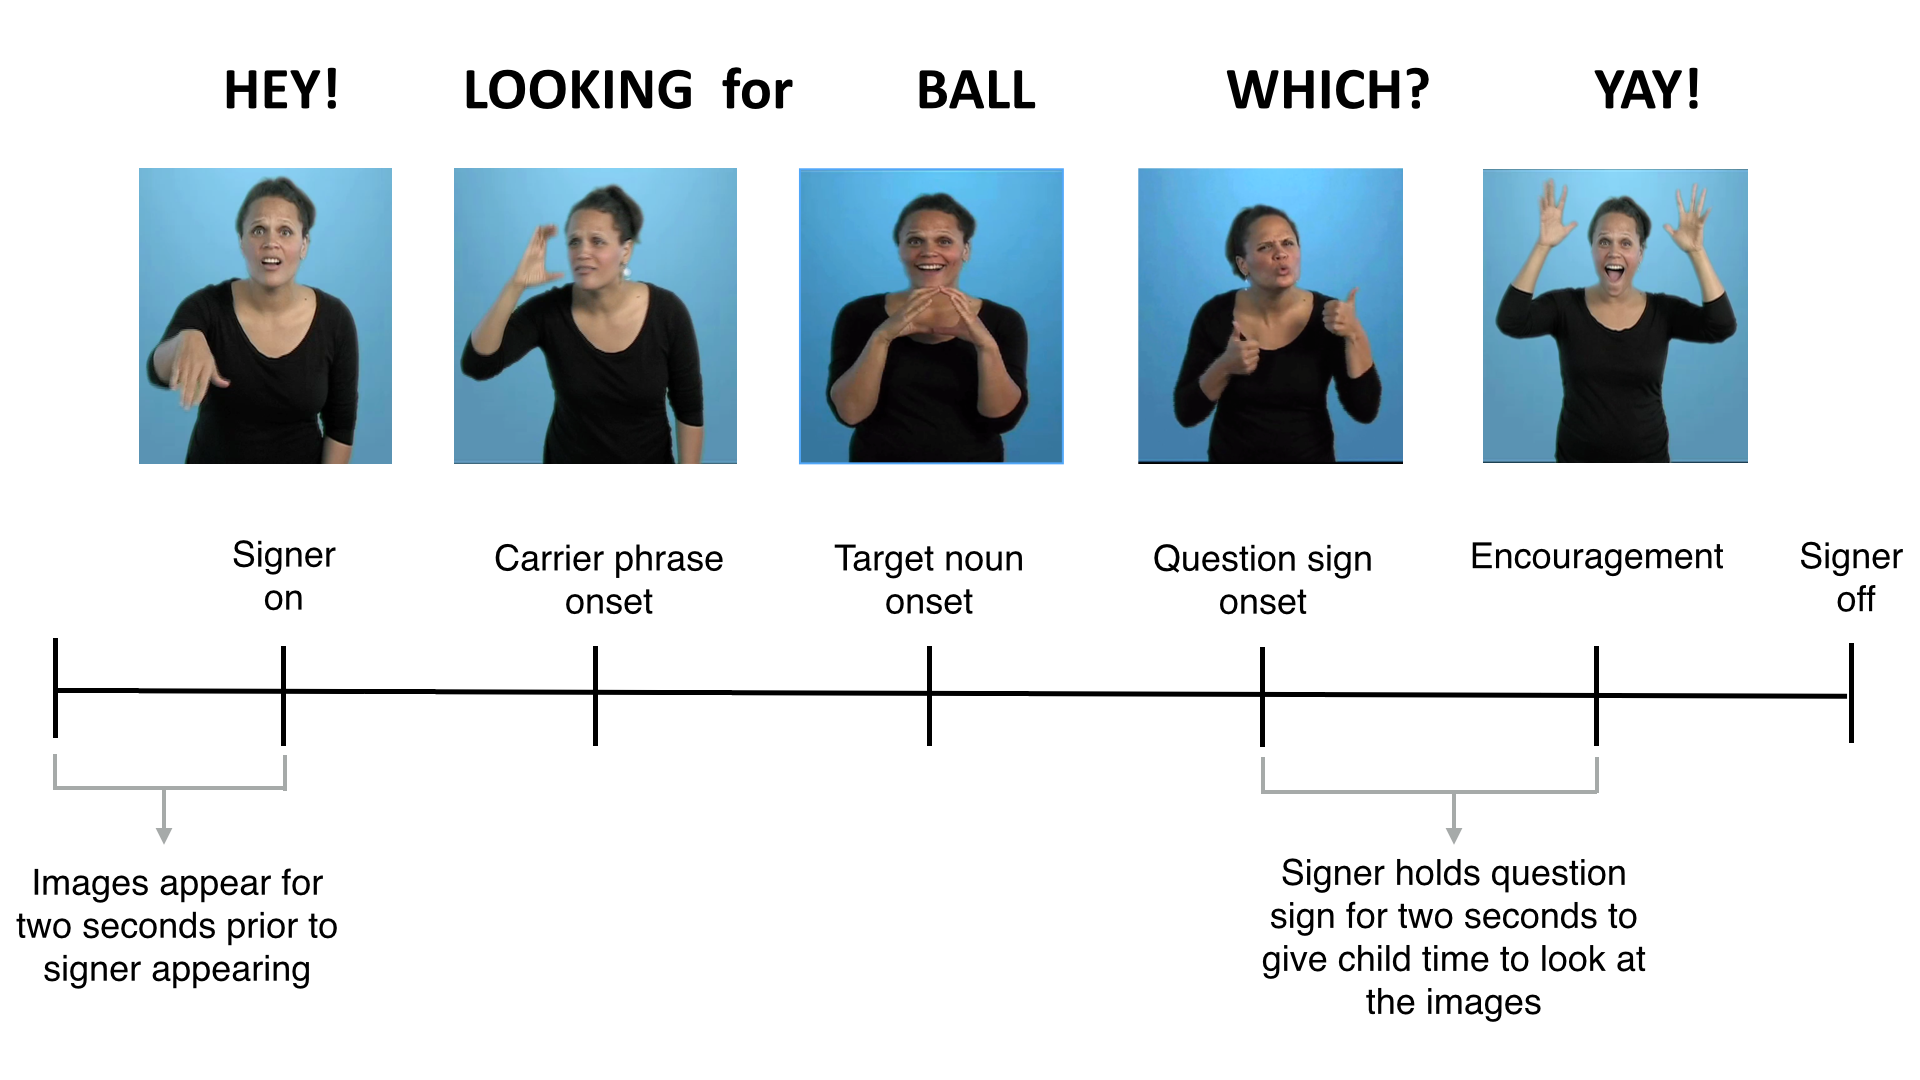 HEY! LOOKING for BALL WHICH? YAY!
Signer
on
Carrier phrase
onset
Target noun
onset
Question sign
onset
Encouragement
Signer
off
Images appear for
two seconds prior to
signer appearing
Signer holds question
sign for two seconds to
give child time to look at
the images